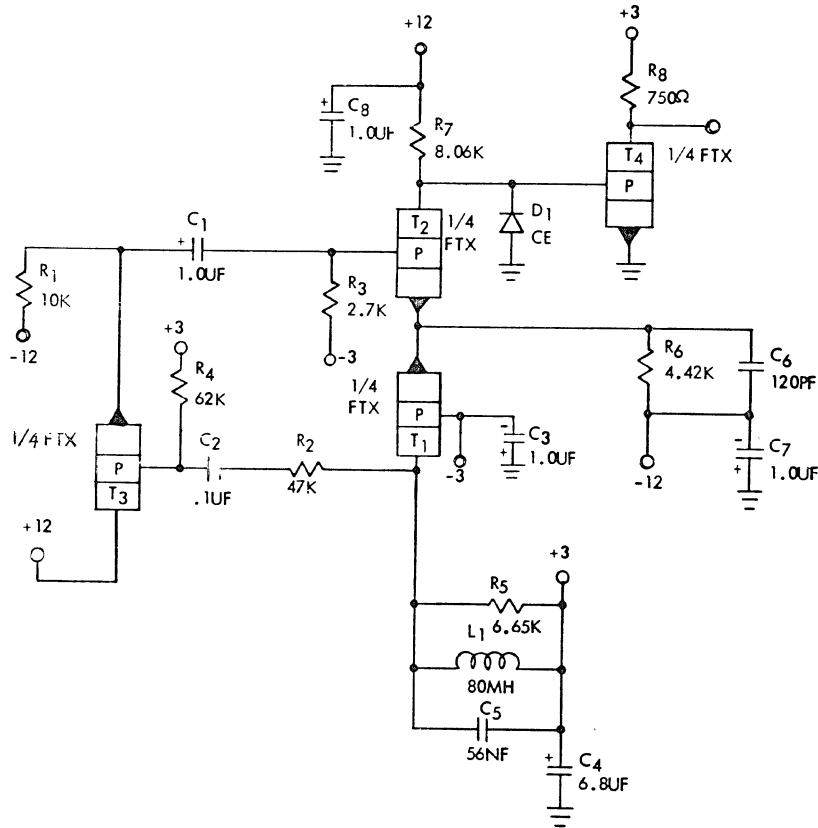 +12
+3
C8
1.0UF
R7
8.06K
R8
750Ω
T4
P
1/4 FTX
C1
+
1.0UF
T2
P
1/4
FTX
D1
CE
R1
10K
-12
R3
2.7K
-3
+3
R4
62K
1/4
FTX
P
T1
R6
4.42K
C6
120PF
1/4 FTX
P
T3
C2
.1UF
R2
47K
-3
-
C3
+
1.0UF
-12
-
C7
+
1.0UF
+12
+3
R5
6.65K
L1
80MH
C5
56NF
+
C4
6.8UF